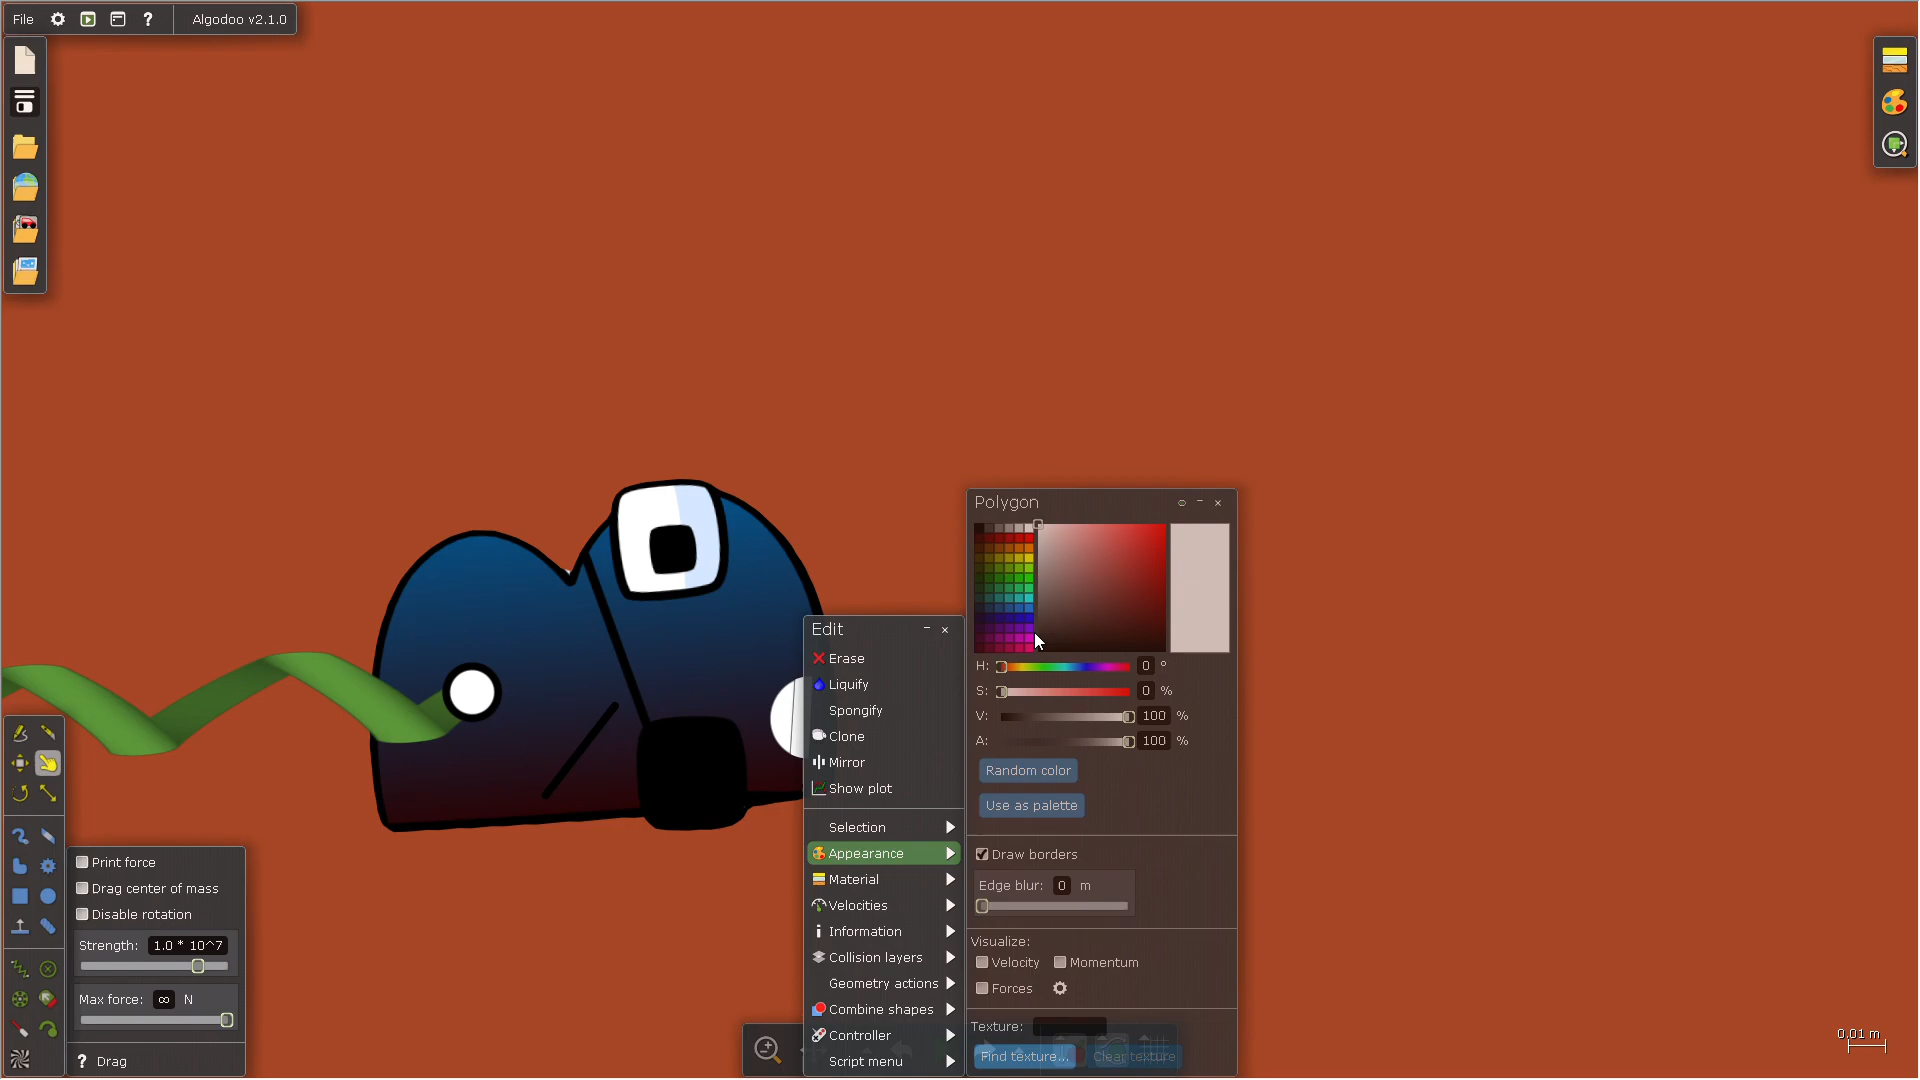 File
? Algodoo v2.1.0
Polygon
Edit
Erase
Liquify
Spongify
Clone
Mirror
Show plot
Selection
Appearance
Material
Velocities
Information
Collision layers
Geometry actions
Combine shapes
Controller
Script menu
H: 0 °
S: 0 %
V: 100 %
A: 100 %
Random color
Use as palette
Draw borders
Edge blur: 0 m
Visualize:
Velocity Momentum
Forces
Texture:
Find texture... Clear texture
Print force
Drag center of mass
Disable rotation
Strength: 1.0 * 10^7
Max force: ∞ N
? Drag
0.01 m